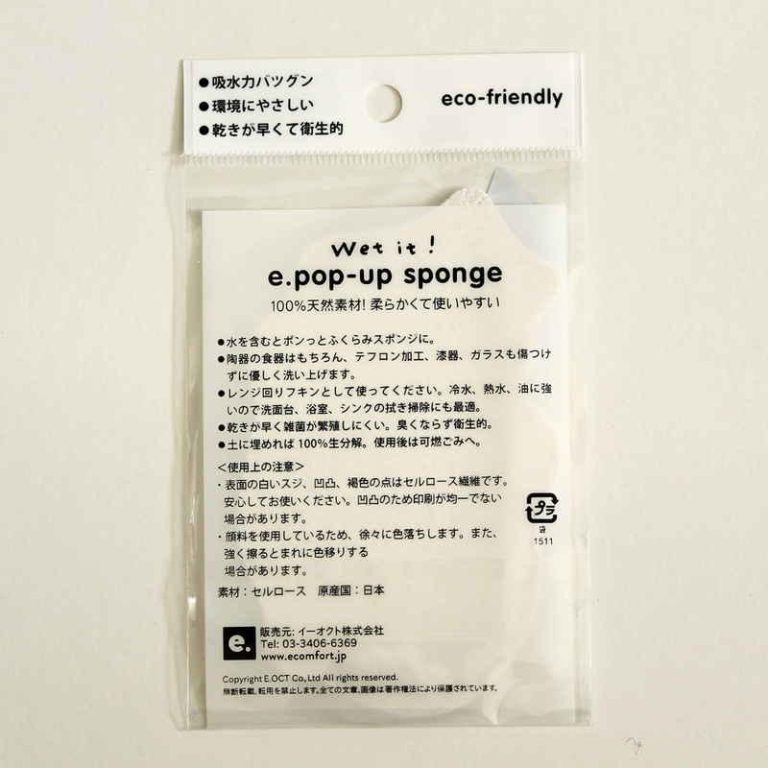 ●吸水力バツグン
●環境にやさしい
●乾きが早くて衛生的
eco-friendly
Wet it!
e.pop-up sponge
100%天然素材! 柔らかくて使いやすい
●水を含むとポンっとふくらみスポンジに。
●陶器の食器はもちろん、テフロン加工、漆器、ガラスも傷つけ
ずに優しく洗い上げます。
●レンジ回りフキンとして使ってください。冷水、熱水、油に強
いので洗面台、浴室、シンクの拭き掃除にも最適。
●乾きが早く雑菌が繁殖しにくい。臭くならず衛生的。
●土に埋めれば100%生分解。使用後は可燃ごみへ。
<使用上の注意>
・表面の白いスジ、凹凸、褐色の点はセルロース繊維です。
安心してお使いください。凹凸のため印刷が均一でない
場合があります。
・顔料を使用しているため、徐々に色落ちします。また、
強く擦るとまれに色移りする
場合があります。
プラ
袋
1511
素材：セルロース 原産国：日本
e.
販売元：イーオクト株式会社
Tel: 03-3406-6369
www.ecomfort.jp
Copyright E.OCT Co,.Ltd All rights reserved.
無断転載、転用を禁止します。全ての文章、画像は著作権法により保護されています。